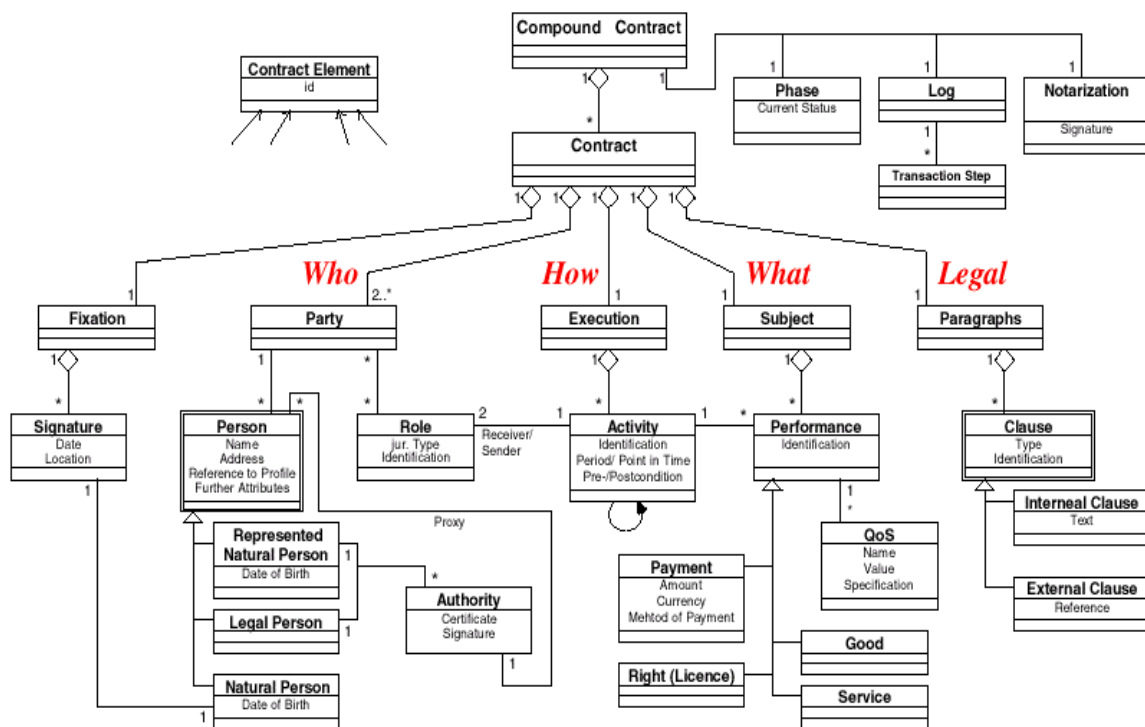 Compound Contract
1
1
*
Contract Element
id
1
Phase
Current Status
1
Log
1
*
Transaction Step
1
Notarization
Signature
Contract
1
1
1
1
1
Who
How
What
Legal
1
Fixation
1
*
2..*
Party
1
*
*
*
1
Execution
1
*
1
Subject
1
*
1
Paragraphs
1
*
Signature
Date
Location
1
Person
Name
Address
Reference to Profile
Further Attributes
*
Role
jur. Type
Identification
2
1
Receiver/
Sender
Activity
Identification
Period/ Point in Time
Pre-/Postcondition
1
*
Performance
Identification
1
*
Clause
Type
Identification
Proxy
Represented
Natural Person
Date of Birth
1
Legal Person
1
*
Authority
Certificate
Signature
1
Natural Person
Date of Birth
1
Payment
Amount
Currency
Mehtod of Payment
Right (Licence)
QoS
Name
Value
Specification
Good
Service
Interneal Clause
Text
External Clause
Reference